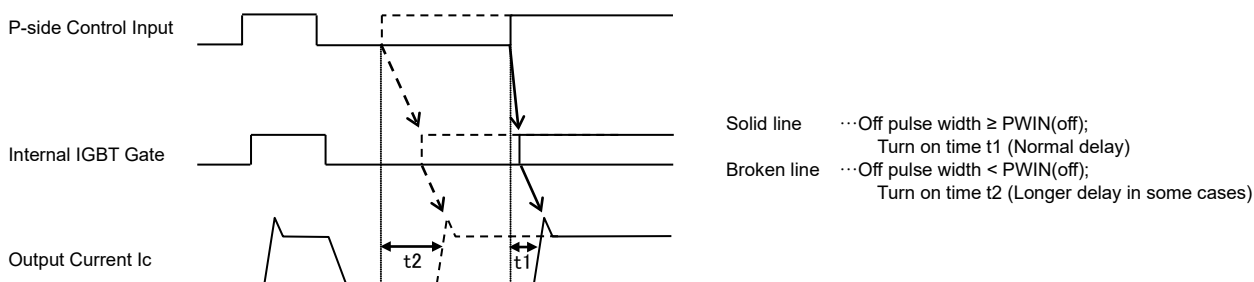 P-side Control Input
Internal IGBT Gate
Output Current Ic
t2
t1
Solid line ···Off pulse width ≥ PWIN(off);
Turn on time t1 (Normal delay)
Broken line ···Off pulse width < PWIN(off);
Turn on time t2 (Longer delay in some cases)